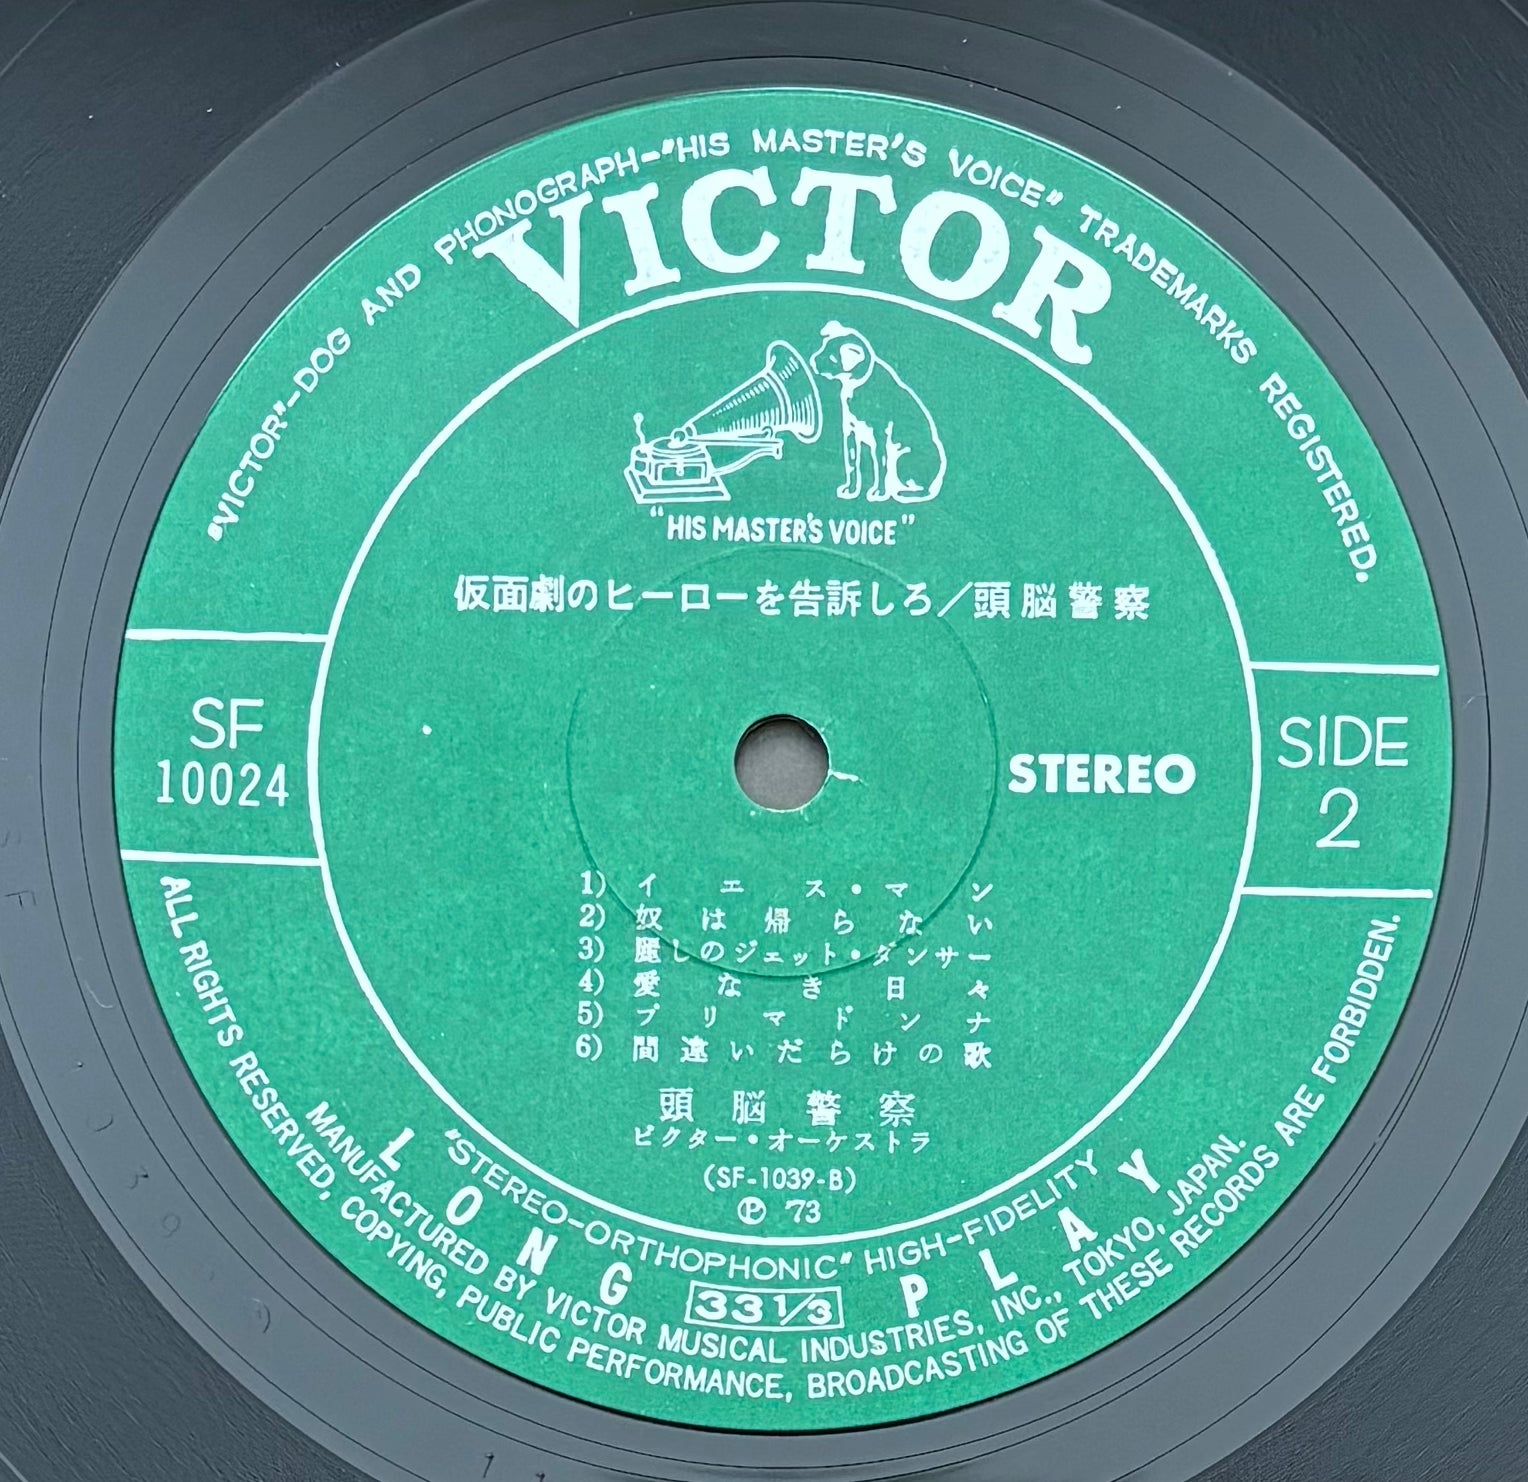 "VICTOR"-DOG AND PHONOGRAPH-"HIS MASTER'S VOICE" TRADEMARKS REGISTERED.
VICTOR
"HIS MASTER'S VOICE"
仮面劇のヒーローを告訴しろ／頭脳警察
SF
10024
STEREO
SIDE
2
1) イエス・マン
2) 奴は帰らない
3) 麗しのジェット・ダンサー
4) 愛なき日々
5) プリマドンナ
6) 間違いだらけの歌
頭脳警察
ビクター・オーケストラ
(SF-1039-B)
Ⓟ 73
"STEREO-ORTHOPHONIC" HIGH-FIDELITY
LONG 33 1/3 PLAY
MANUFACTURED BY VICTOR MUSICAL INDUSTRIES, INC., TOKYO, JAPAN.
ALL RIGHTS RESERVED, COPYING, PUBLIC PERFORMANCE, BROADCASTING OF THESE RECORDS ARE FORBIDDEN.